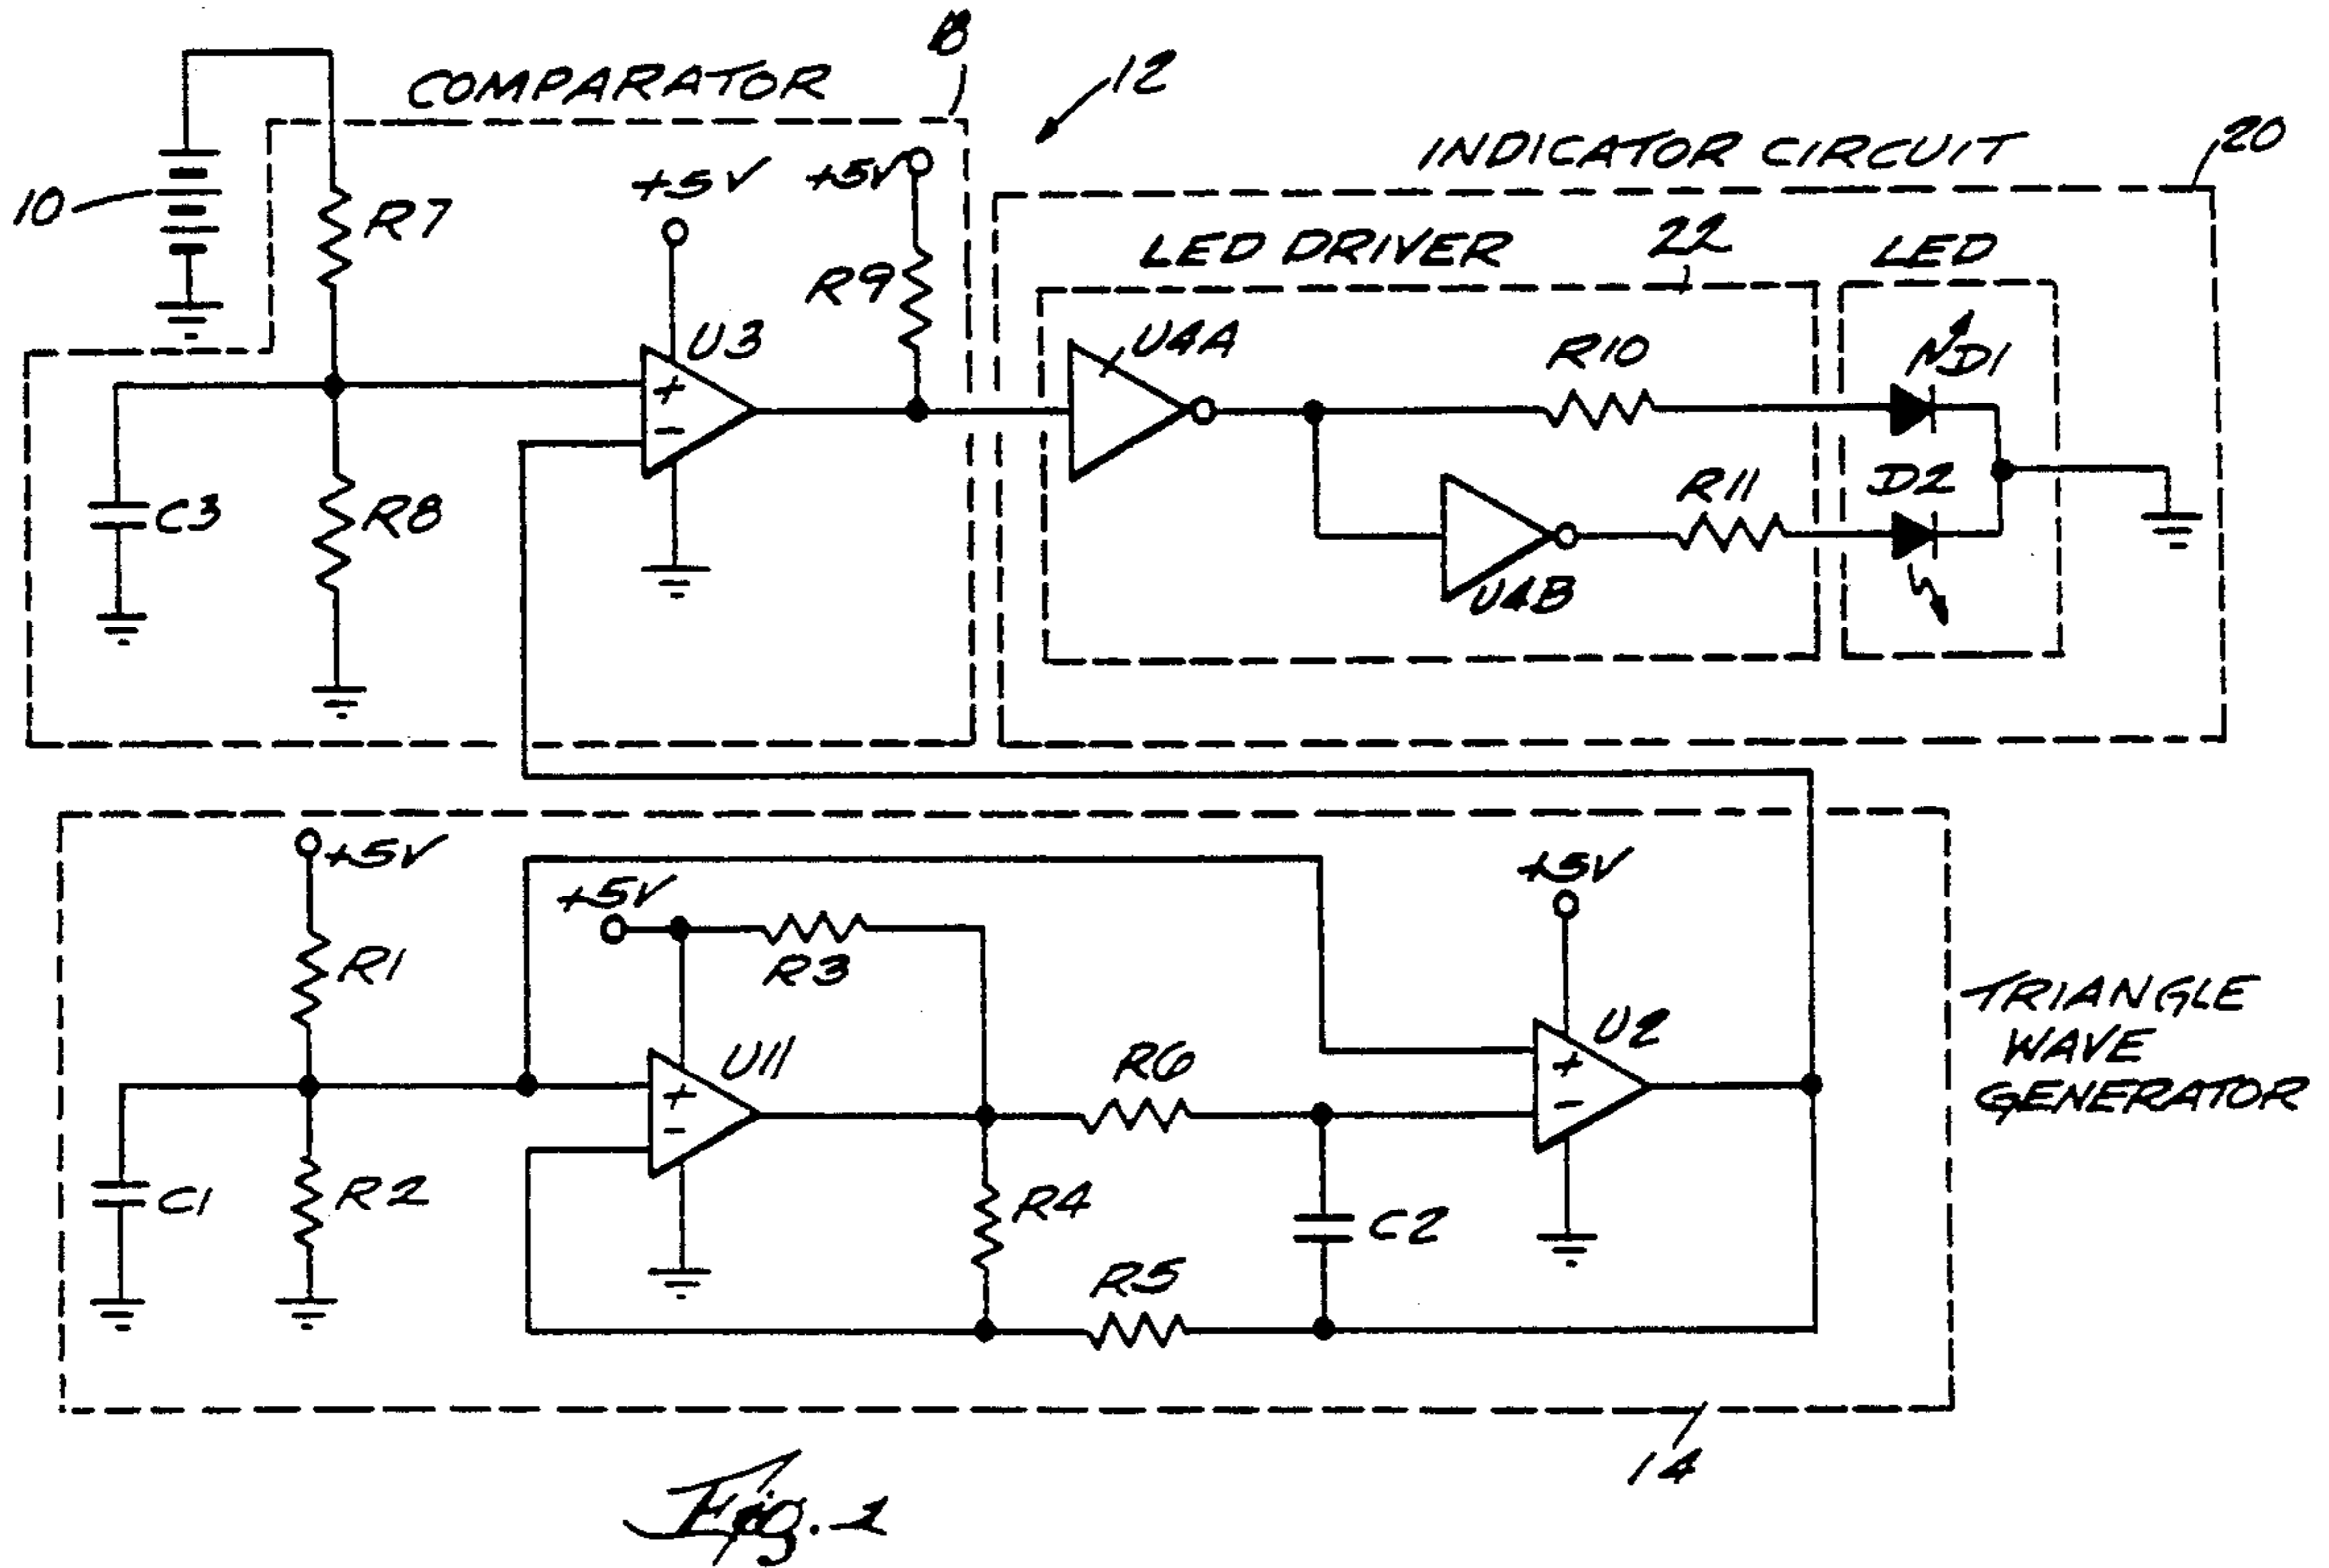 COMPARATOR
12
INDICATOR CIRCUIT
20
10
R7
+5V
+5V
R9
LED DRIVER
22
LED
U3
+
−
U4A
R10
D1
C3
R8
R11
D2
U4B
+5V
+5V
R3
+5V
R1
U11
+
−
R6
U2
+
−
TRIANGLE
WAVE
GENERATOR
C1
R2
R4
C2
R5
14
Fig. 1